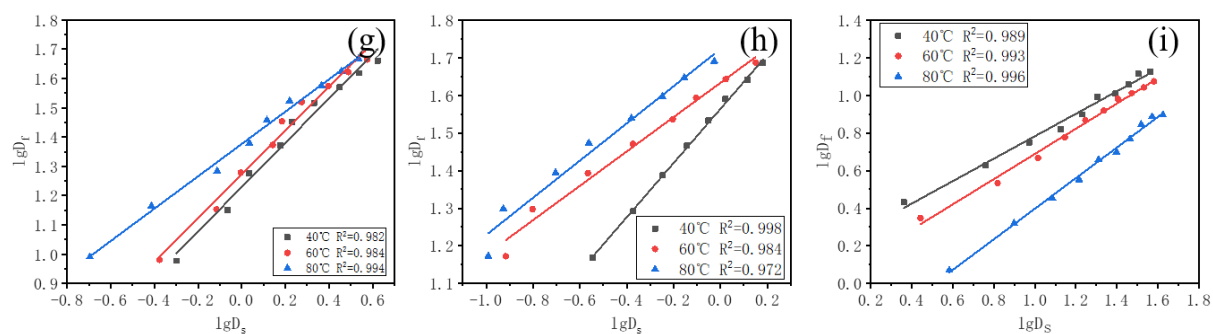 (g)
lgDf
1.8
1.7
1.6
1.5
1.4
1.3
1.2
1.1
1.0
0.9
40℃ R²=0.982
60℃ R²=0.984
80℃ R²=0.994
-0.8 -0.6 -0.4 -0.2 0.0 0.2 0.4 0.6
lgDs
(h)
lgDf
1.8
1.7
1.6
1.5
1.4
1.3
1.2
1.1
40℃ R²=0.998
60℃ R²=0.984
80℃ R²=0.972
-1.0 -0.8 -0.6 -0.4 -0.2 0.0 0.2
lgDs
(i)
lgDf
1.4
1.2
1.0
0.8
0.6
0.4
0.2
0.0
40℃ R²=0.989
60℃ R²=0.993
80℃ R²=0.996
0.2 0.4 0.6 0.8 1.0 1.2 1.4 1.6 1.8
lgDS